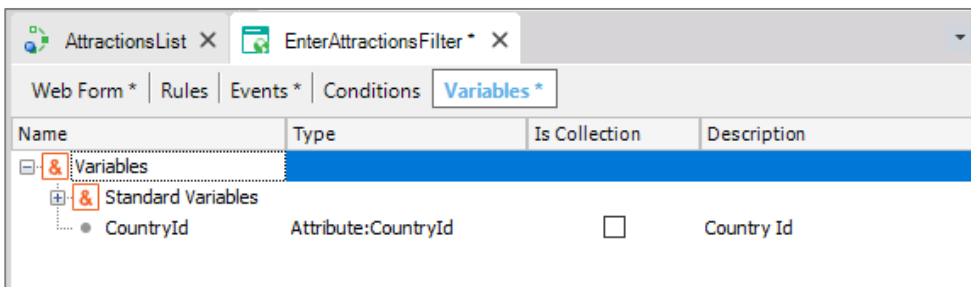 AttractionsList EnterAttractionsFilter *
Web Form * Rules Events * Conditions Variables *
Name Type Is Collection Description
& Variables
& Standard Variables
CountryId Attribute:CountryId Country Id